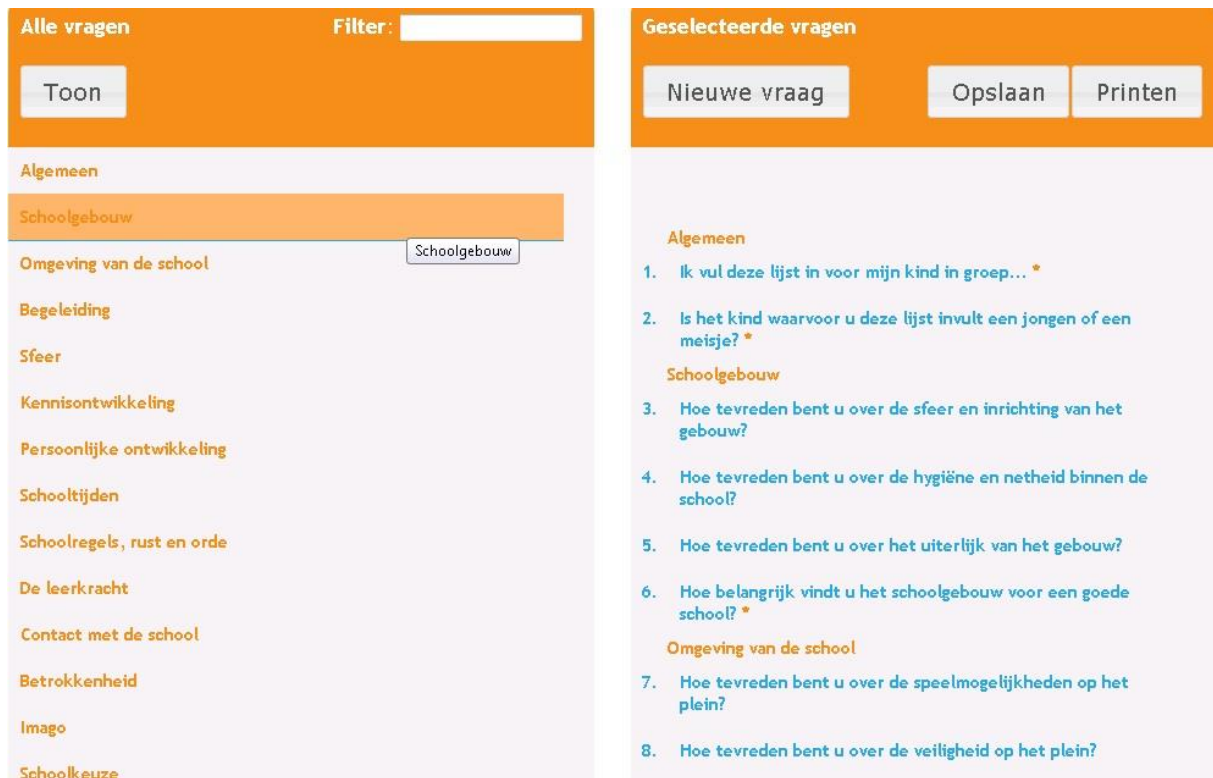 Alle vragen
Filter:
Toon
Algemeen
Schoolgebouw
Schoolgebouw
Omgeving van de school
Begeleiding
Sfeer
Kennisontwikkeling
Persoonlijke ontwikkeling
Schooltijden
Schoolregels, rust en orde
De leerkracht
Contact met de school
Betrokkenheid
Imago
Schoolkeuze
Geselecteerde vragen
Nieuwe vraag
Opslaan
Printen
Algemeen
1. Ik vul deze lijst in voor mijn kind in groep... *
2. Is het kind waarvoor u deze lijst invult een jongen of een
meisje? *
Schoolgebouw
3. Hoe tevreden bent u over de sfeer en inrichting van het
gebouw?
4. Hoe tevreden bent u over de hygiëne en netheid binnen de
school?
5. Hoe tevreden bent u over het uiterlijk van het gebouw?
6. Hoe belangrijk vindt u het schoolgebouw voor een goede
school? *
Omgeving van de school
7. Hoe tevreden bent u over de speelmogelijkheden op het
plein?
8. Hoe tevreden bent u over de veiligheid op het plein?